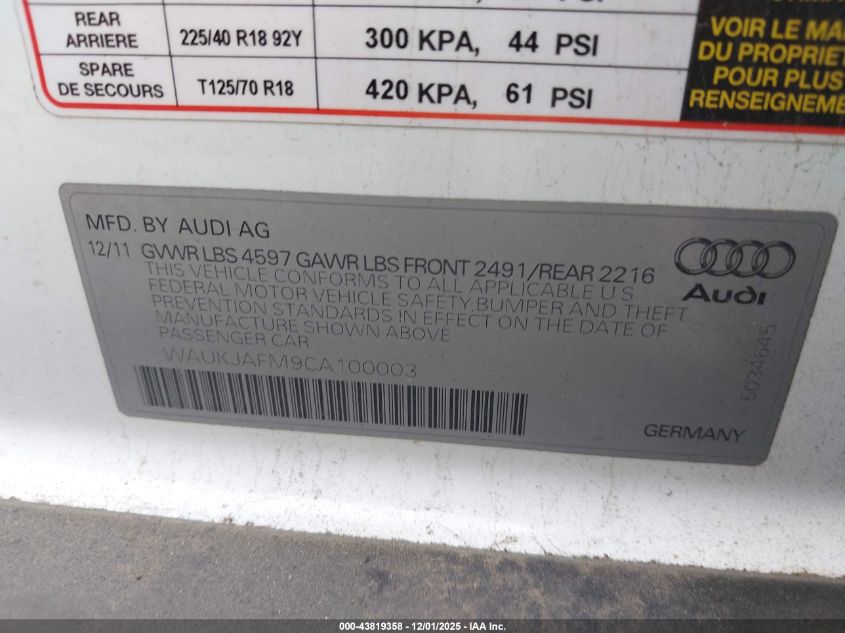 PSI
REAR
ARRIERE 225/40 R18 92Y 300 KPA, 44 PSI
SPARE
DE SECOURS T125/70 R18 420 KPA, 61 PSI
VOIR LE MA
DU PROPRIET
POUR PLUS
RENSEIGNEME
MFD. BY AUDI AG
12/11 GVWR LBS 4597 GAWR LBS FRONT 2491/REAR 2216
THIS VEHICLE CONFORMS TO ALL APPLICABLE U S
FEDERAL MOTOR VEHICLE SAFETY,BUMPER AND THEFT
PREVENTION STANDARDS IN EFFECT ON THE DATE OF
MANUFACTURE SHOWN ABOVE
PASSENGER CAR
WAUKJAFM9CA100003
Audi
5034645
GERMANY
000-43819358 - 12/01/2025 - IAA Inc.